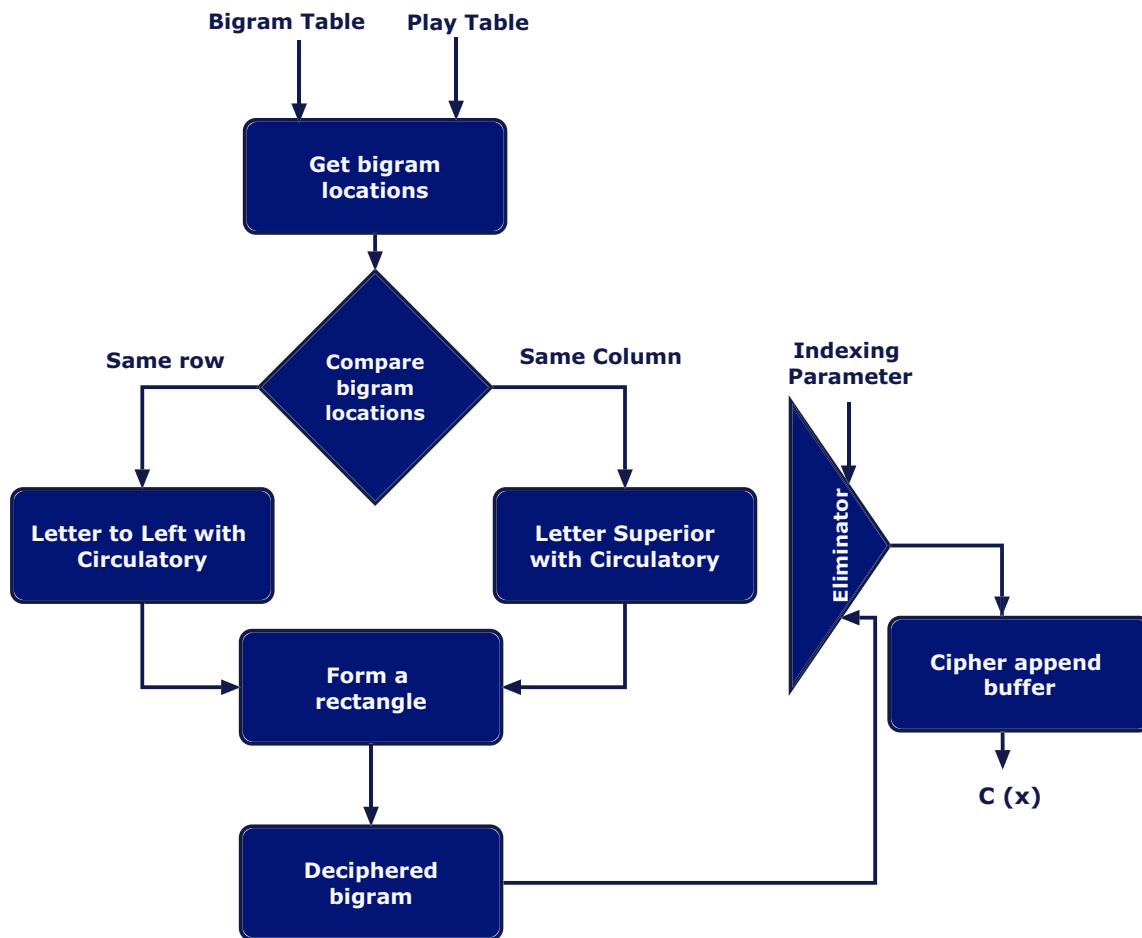 Bigram Table
Play Table
Get bigram
locations
Compare
bigram
locations
Same row
Same Column
Letter to Left with
Circulatory
Letter Superior
with Circulatory
Form a
rectangle
Deciphered
bigram
Indexing
Parameter
Eliminator
Cipher append
buffer
C (x)